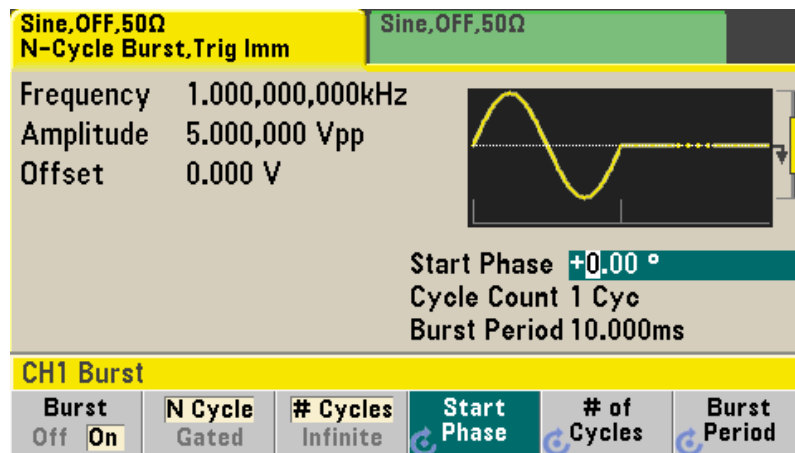 Sine,OFF,50Ω
N-Cycle Burst,Trig Imm
Sine,OFF,50Ω
Frequency 1.000,000,000kHz
Amplitude 5.000,000 Vpp
Offset 0.000 V
Start Phase +0.00 °
Cycle Count 1 Cyc
Burst Period 10.000ms
CH1 Burst
Burst
Off On
N Cycle
Gated
# Cycles
Infinite
Start
Phase
# of
Cycles
Burst
Period